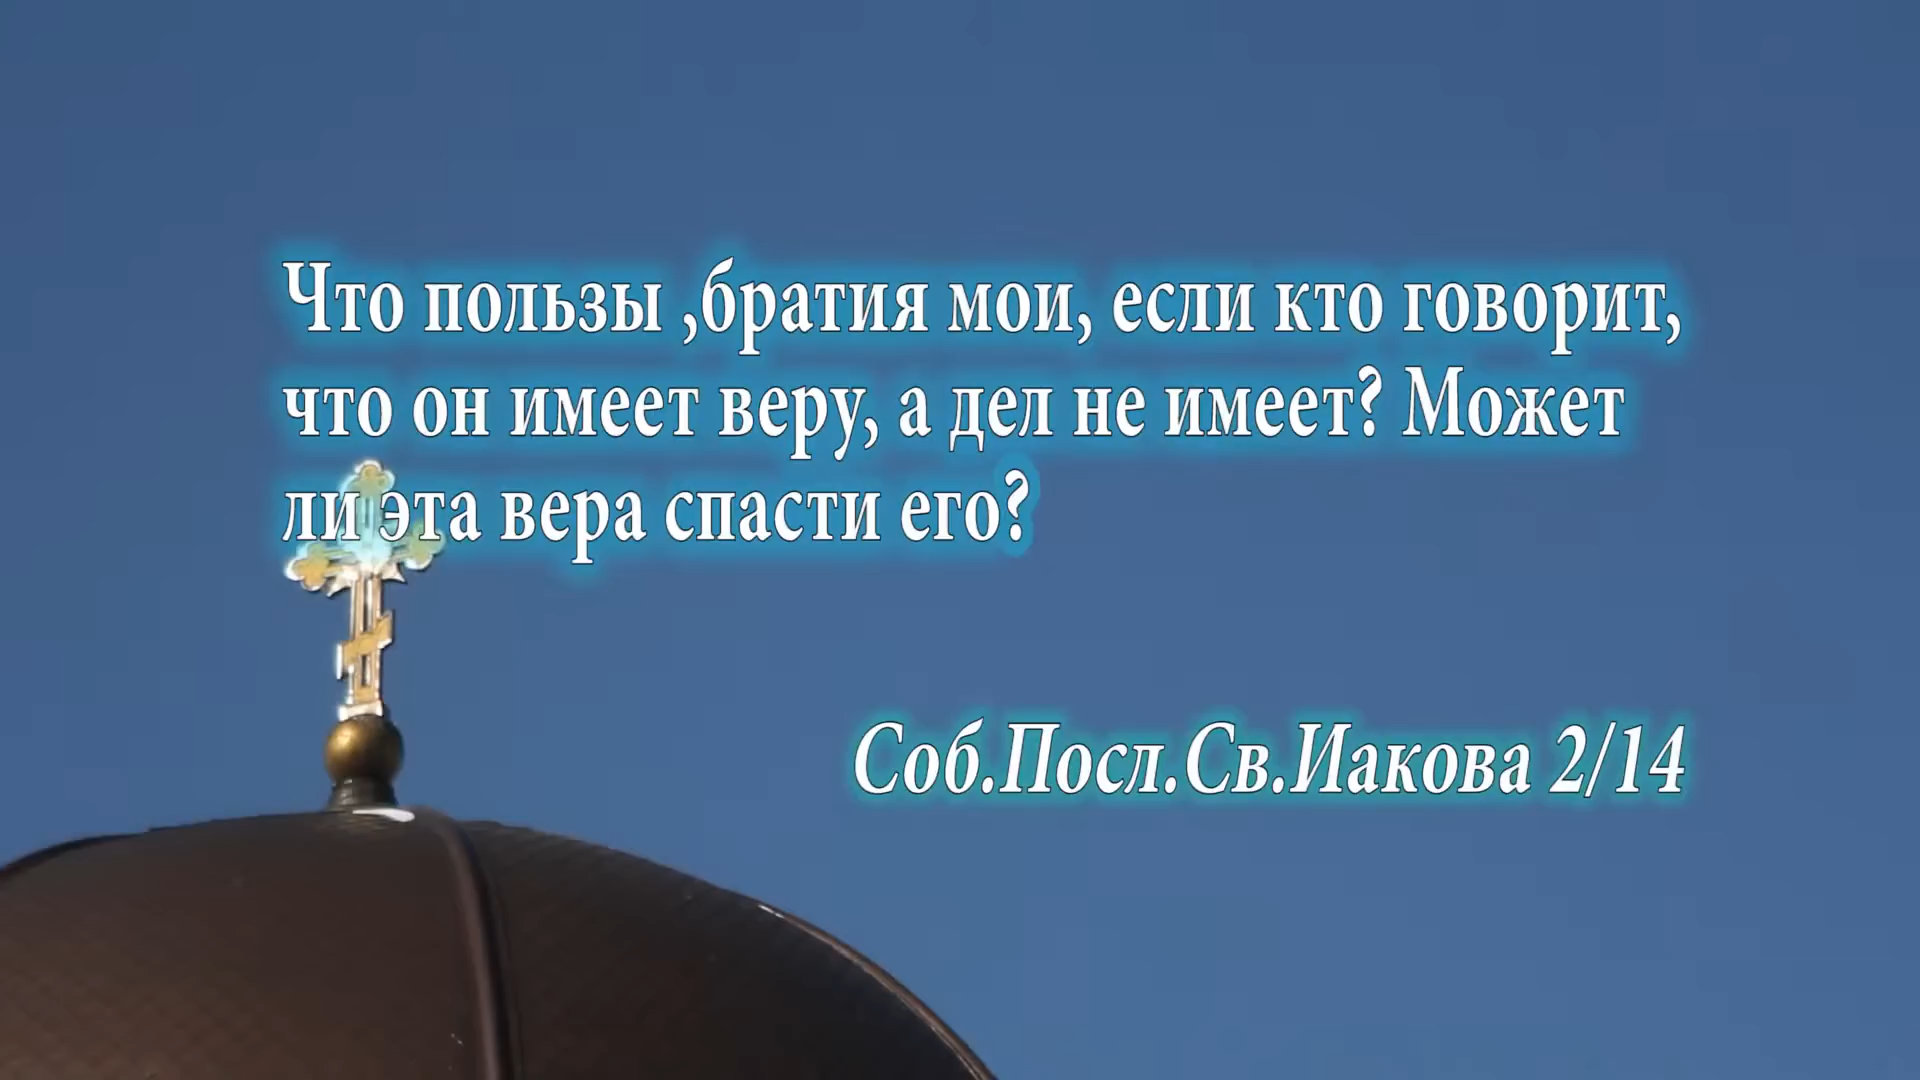 Что пользы ,братия мои, если кто говорит,
что он имеет веру, а дел не имеет? Может
ли эта вера спасти его?
Соб.Посл.Св.Иакова 2/14